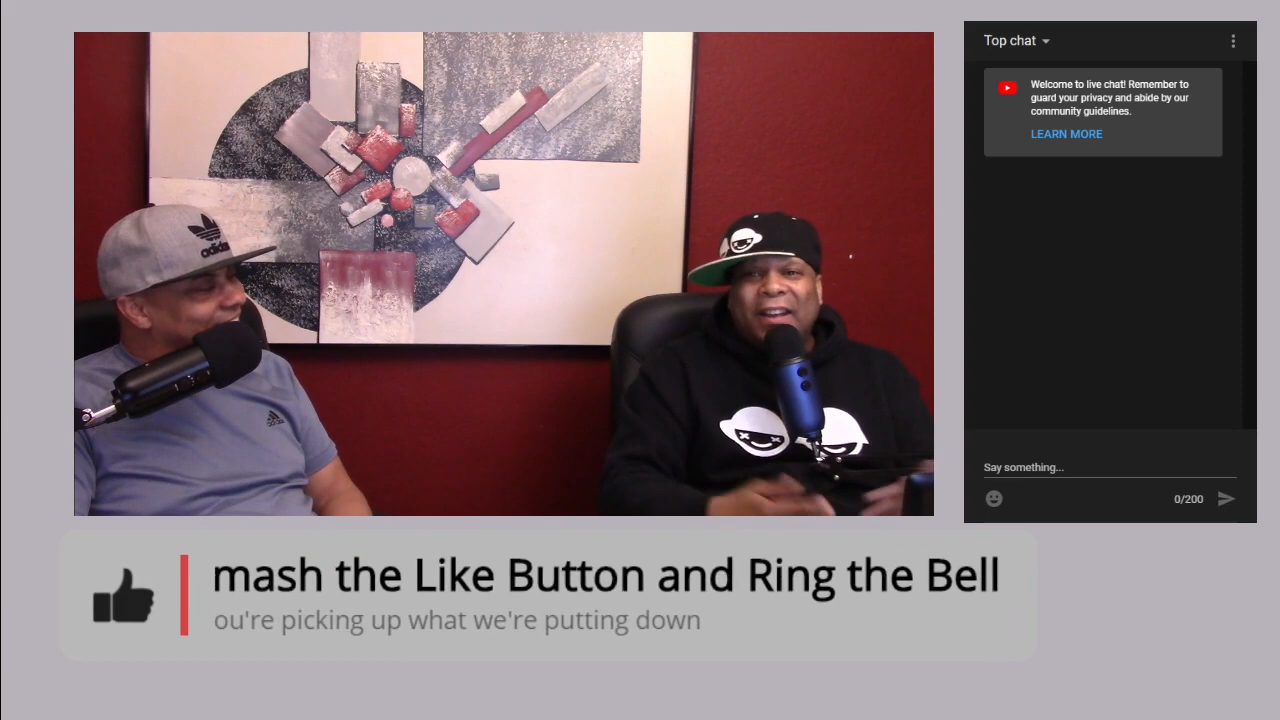 adidas
Top chat
Welcome to live chat! Remember to
guard your privacy and abide by our
community guidelines.
LEARN MORE
Say something...
0/200
mash the Like Button and Ring the Bell
ou're picking up what we're putting down